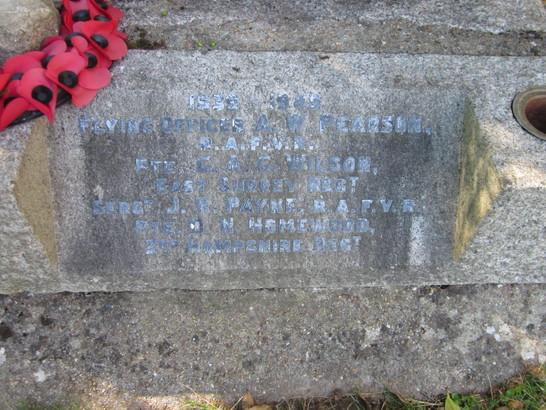 1939 1945
FLYING OFFICER A. W. PEARSON,
R.A.F.V.R.
PTE. C. A. G. WILSON,
EAST SURREY REGT
SERGT J. R. PAYNE, R.A.F.V.R.
PTE. D. N. HOMEWOOD,
2ND HAMPSHIRE REGT